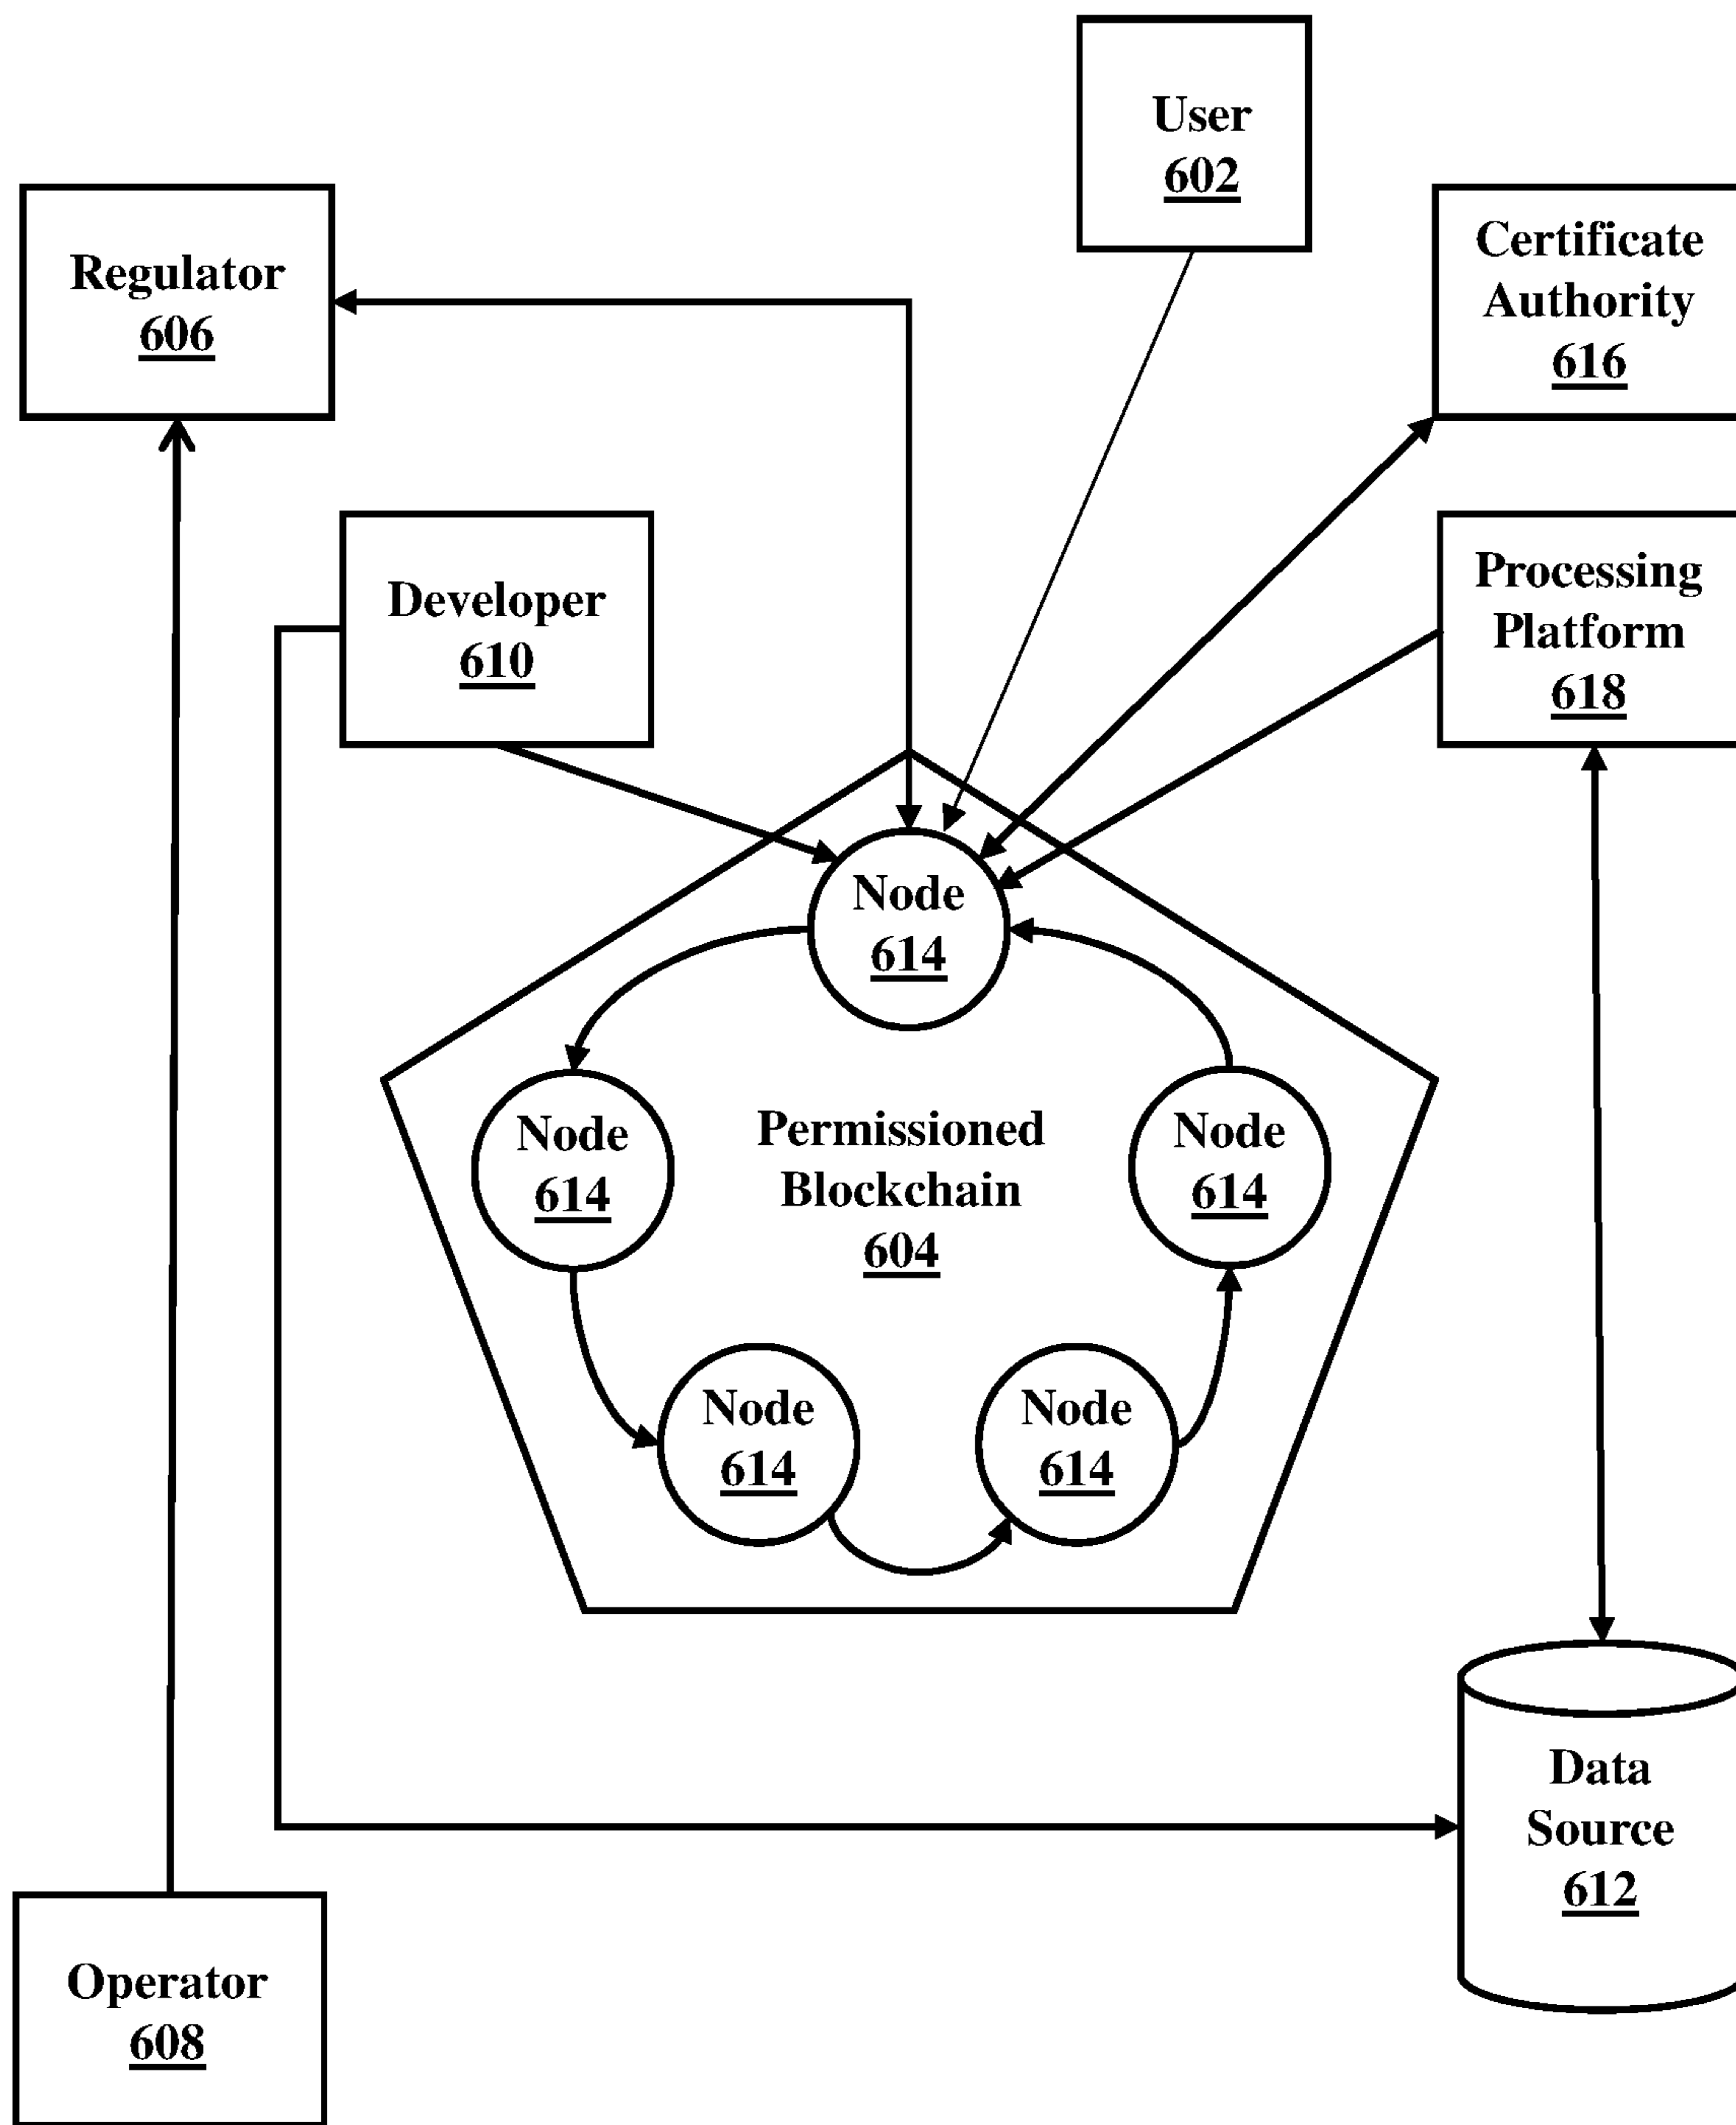 User
602
Regulator
606
Certificate
Authority
616
Developer
610
Processing
Platform
618
Node
614
Node
614
Permissioned
Blockchain
604
Node
614
Node
614
Node
614
Data
Source
612
Operator
608